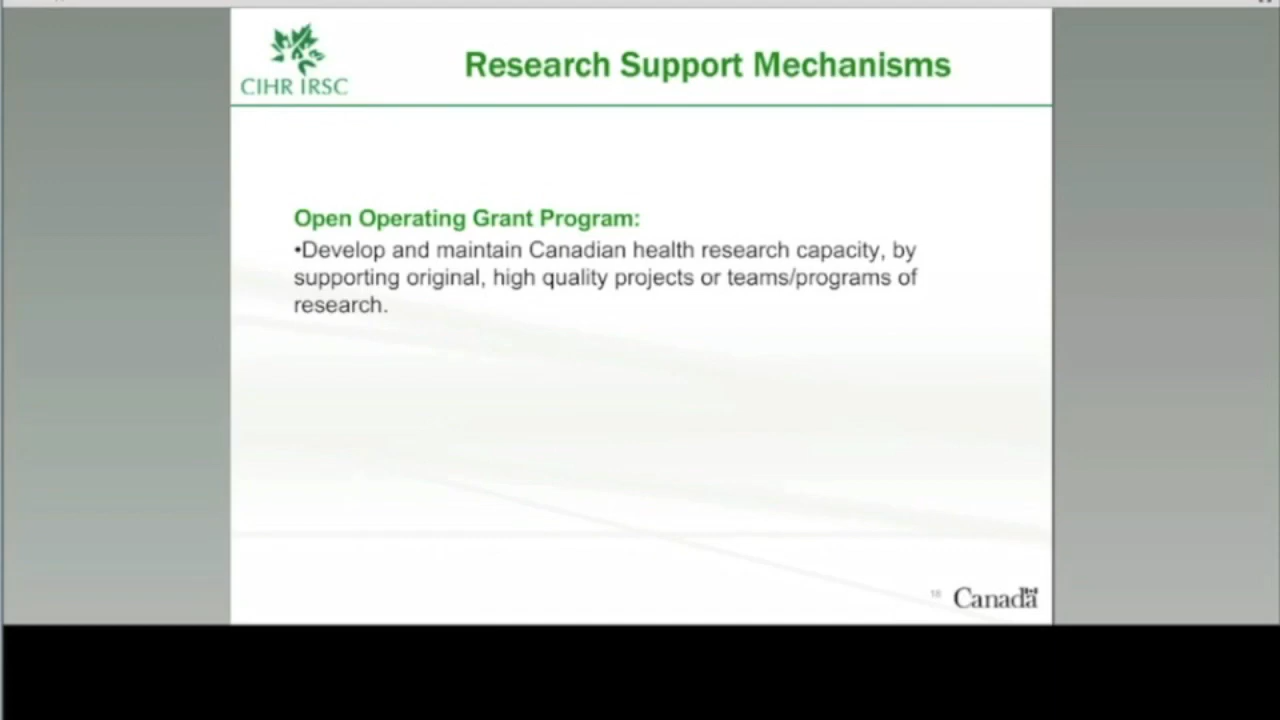 CIHR IRSC
Research Support Mechanisms
Open Operating Grant Program:
•Develop and maintain Canadian health research capacity, by
supporting original, high quality projects or teams/programs of
research.
Canada